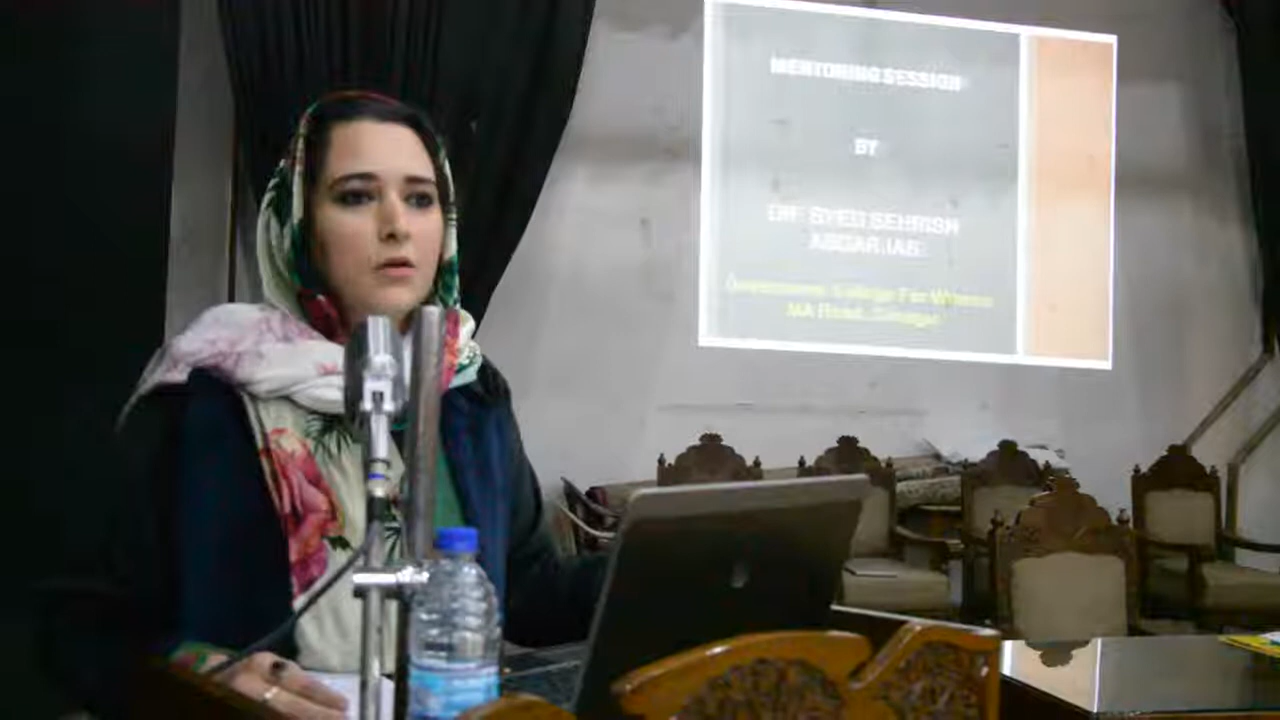 MENTORING SESSION
BY
DR SYED SEHRISH
ASGAR,IAS
Government College For Women
MA Road, Srinagar